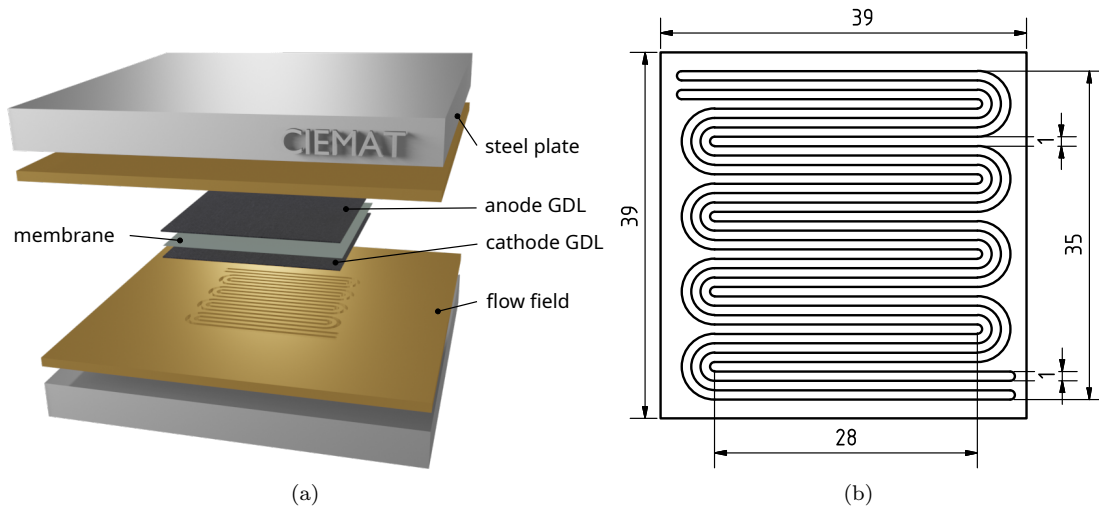 CIEMAT
steel plate
anode GDL
membrane
cathode GDL
flow field
(a)
39
39
1
35
1
28
(b)